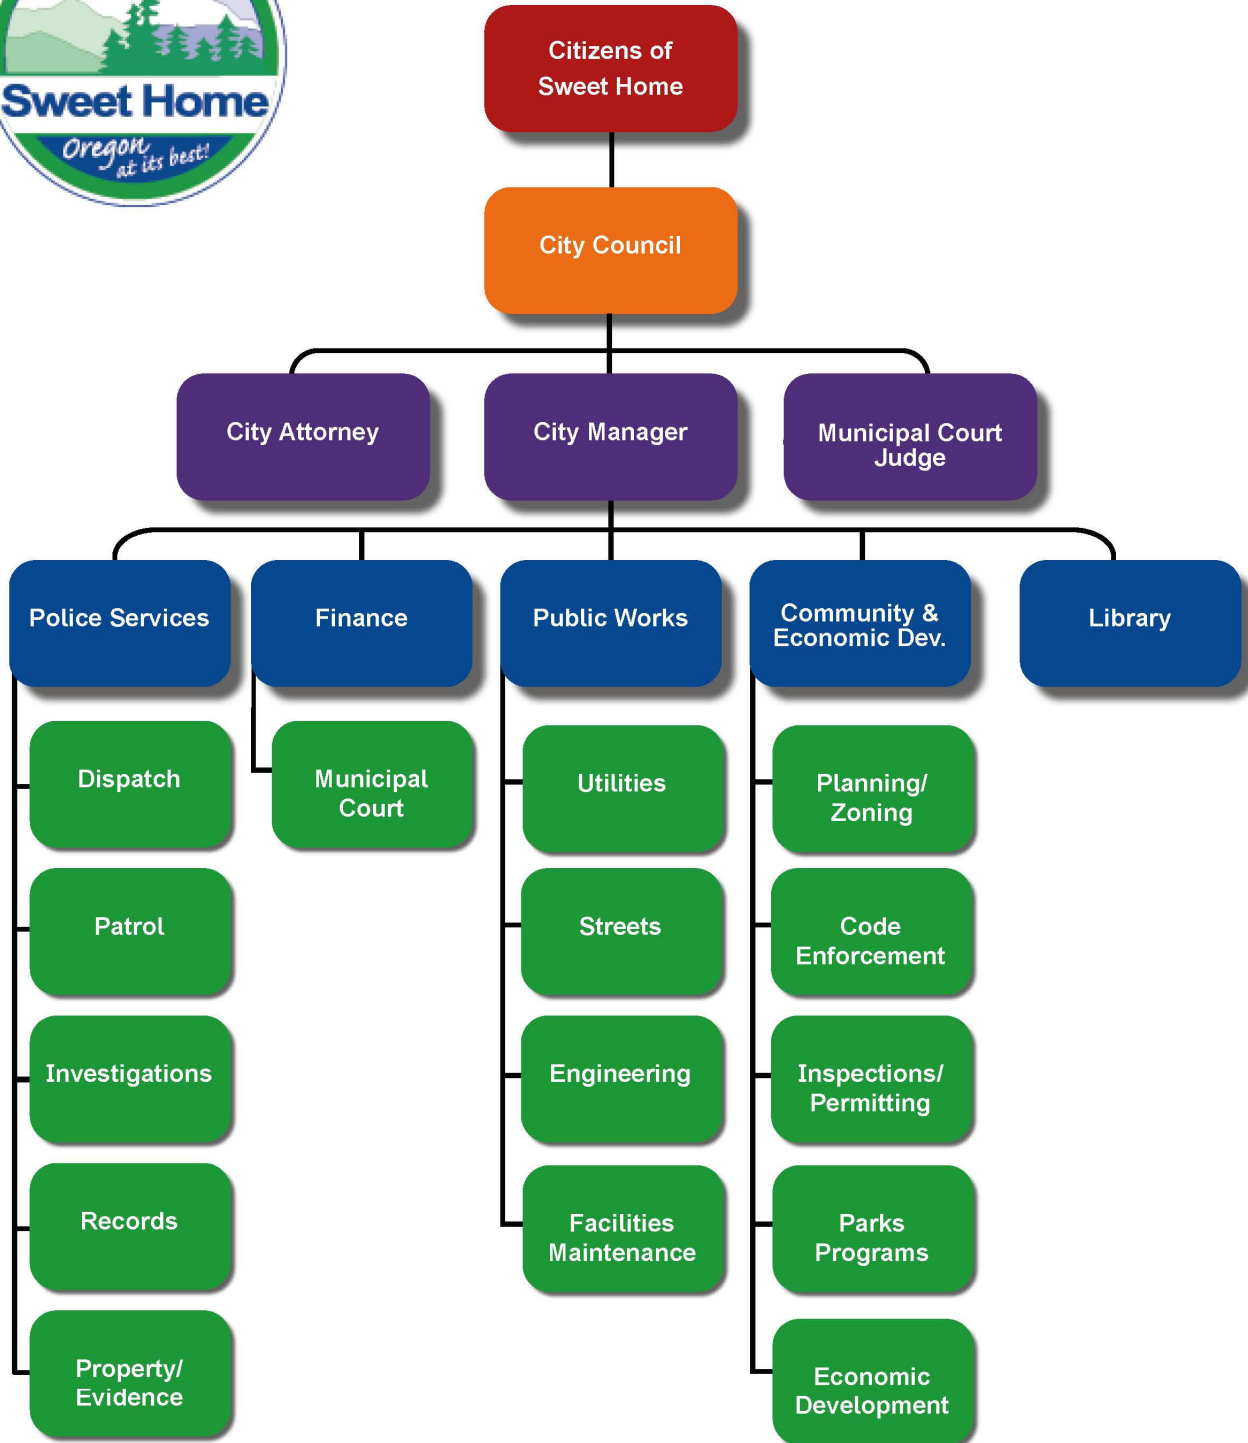 Sweet Home
Oregon
at its best!
Citizens of
Sweet Home
City Council
City Attorney
City Manager
Municipal Court
Judge
Police Services
Finance
Public Works
Community &
Economic Dev.
Library
Dispatch
Patrol
Investigations
Records
Property/
Evidence
Municipal
Court
Utilities
Streets
Engineering
Facilities
Maintenance
Planning/
Zoning
Code
Enforcement
Inspections/
Permitting
Parks
Programs
Economic
Development